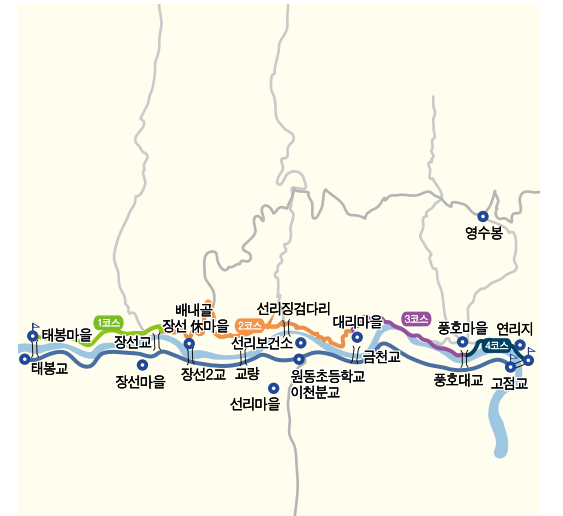 영수봉
배내골
장선 休마을
선리징검다리
대리마을
3코스
1코스
2코스
태봉마을
장선교
선리보건소
풍호마을
연리지
4코스
금천교
태봉교
장선마을
장선2교
교량
원동초등학교
이천분교
풍호대교
고점교
선리마을